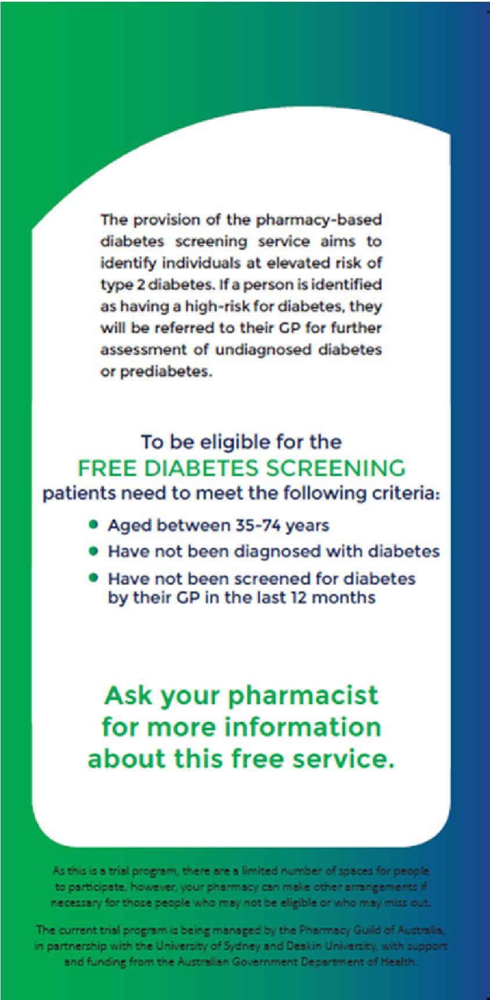 The provision of the pharmacy-based
diabetes screening service aims to
identify individuals at elevated risk of
type 2 diabetes. If a person is identified
as having a high-risk for diabetes, they
will be referred to their GP for further
assessment of undiagnosed diabetes
or prediabetes.
To be eligible for the
FREE DIABETES SCREENING
patients need to meet the following criteria:
• Aged between 35-74 years
• Have not been diagnosed with diabetes
• Have not been screened for diabetes
by their GP in the last 12 months
Ask your pharmacist
for more information
about this free service.
As this is a trial program, there are a limited number of spaces for people
to participate, however, your pharmacy can make other arrangements if
necessary for those people who may not be eligible or who may miss out.
The current trial program is being managed by the Pharmacy Guild of Australia,
in partnership with the University of Sydney and Deakin University, with support
and funding from the Australian Government Department of Health.